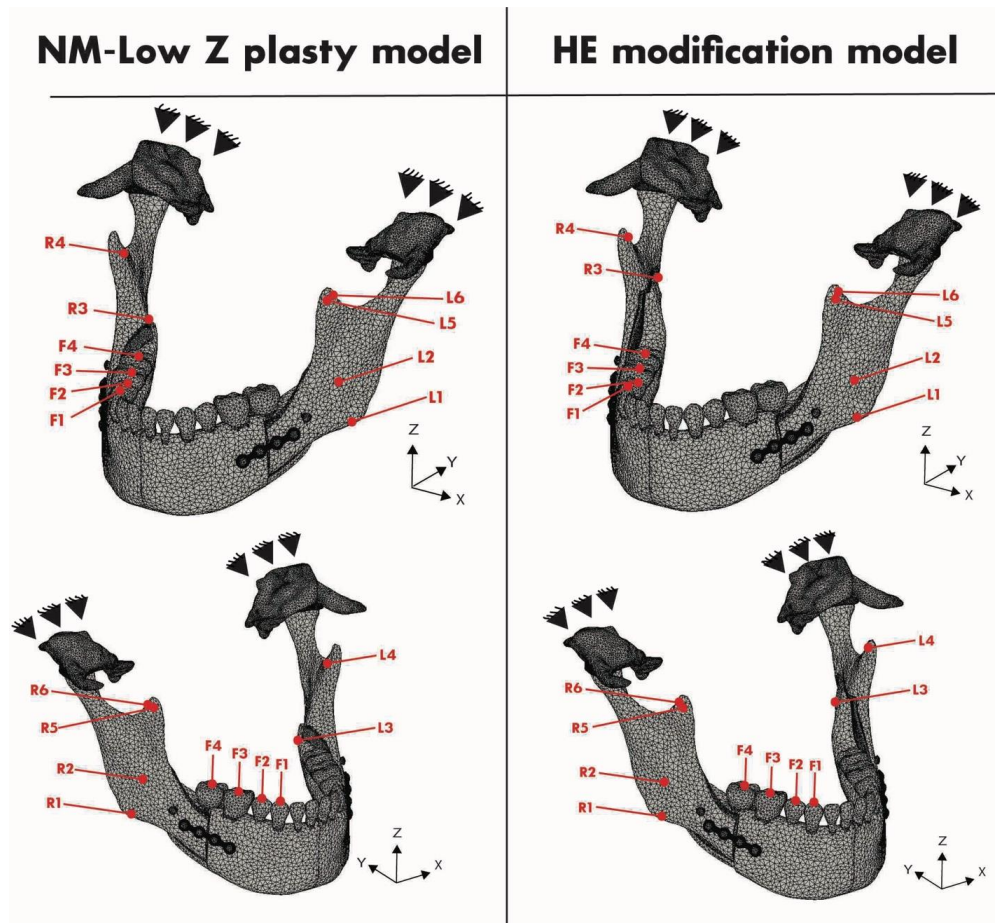 NM-Low Z plasty model
HE modification model
R4
R3
F4
F3
F2
F1
L6
L5
L2
L1
Z
Y
X
R4
R3
F4
F3
F2
F1
L6
L5
L2
L1
Z
Y
X
R6
R5
R2
R1
F4
F3
F2
F1
L4
L3
Z
Y
X
R6
R5
R2
R1
F4
F3
F2
F1
L4
L3
Z
Y
X